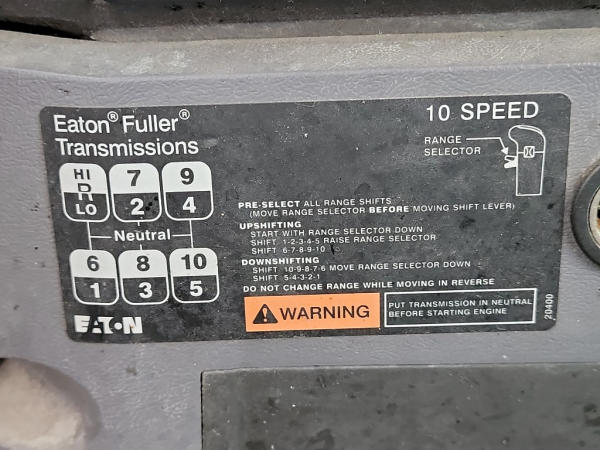 Eaton® Fuller®
Transmissions
10 SPEED
RANGE
SELECTOR
HI 7 9
R 2 4
LO
Neutral
6 8 10
1 3 5
PRE-SELECT ALL RANGE SHIFTS
(MOVE RANGE SELECTOR BEFORE MOVING SHIFT LEVER)
UPSHIFTING
START WITH RANGE SELECTOR DOWN
SHIFT 1-2-3-4-5 RAISE RANGE SELECTOR
SHIFT 6-7-8-9-10
DOWNSHIFTING
SHIFT 10-9-8-7-6 MOVE RANGE SELECTOR DOWN
SHIFT 5-4-3-2-1
DO NOT CHANGE RANGE WHILE MOVING IN REVERSE
WARNING
PUT TRANSMISSION IN NEUTRAL
BEFORE STARTING ENGINE
20400
EATON